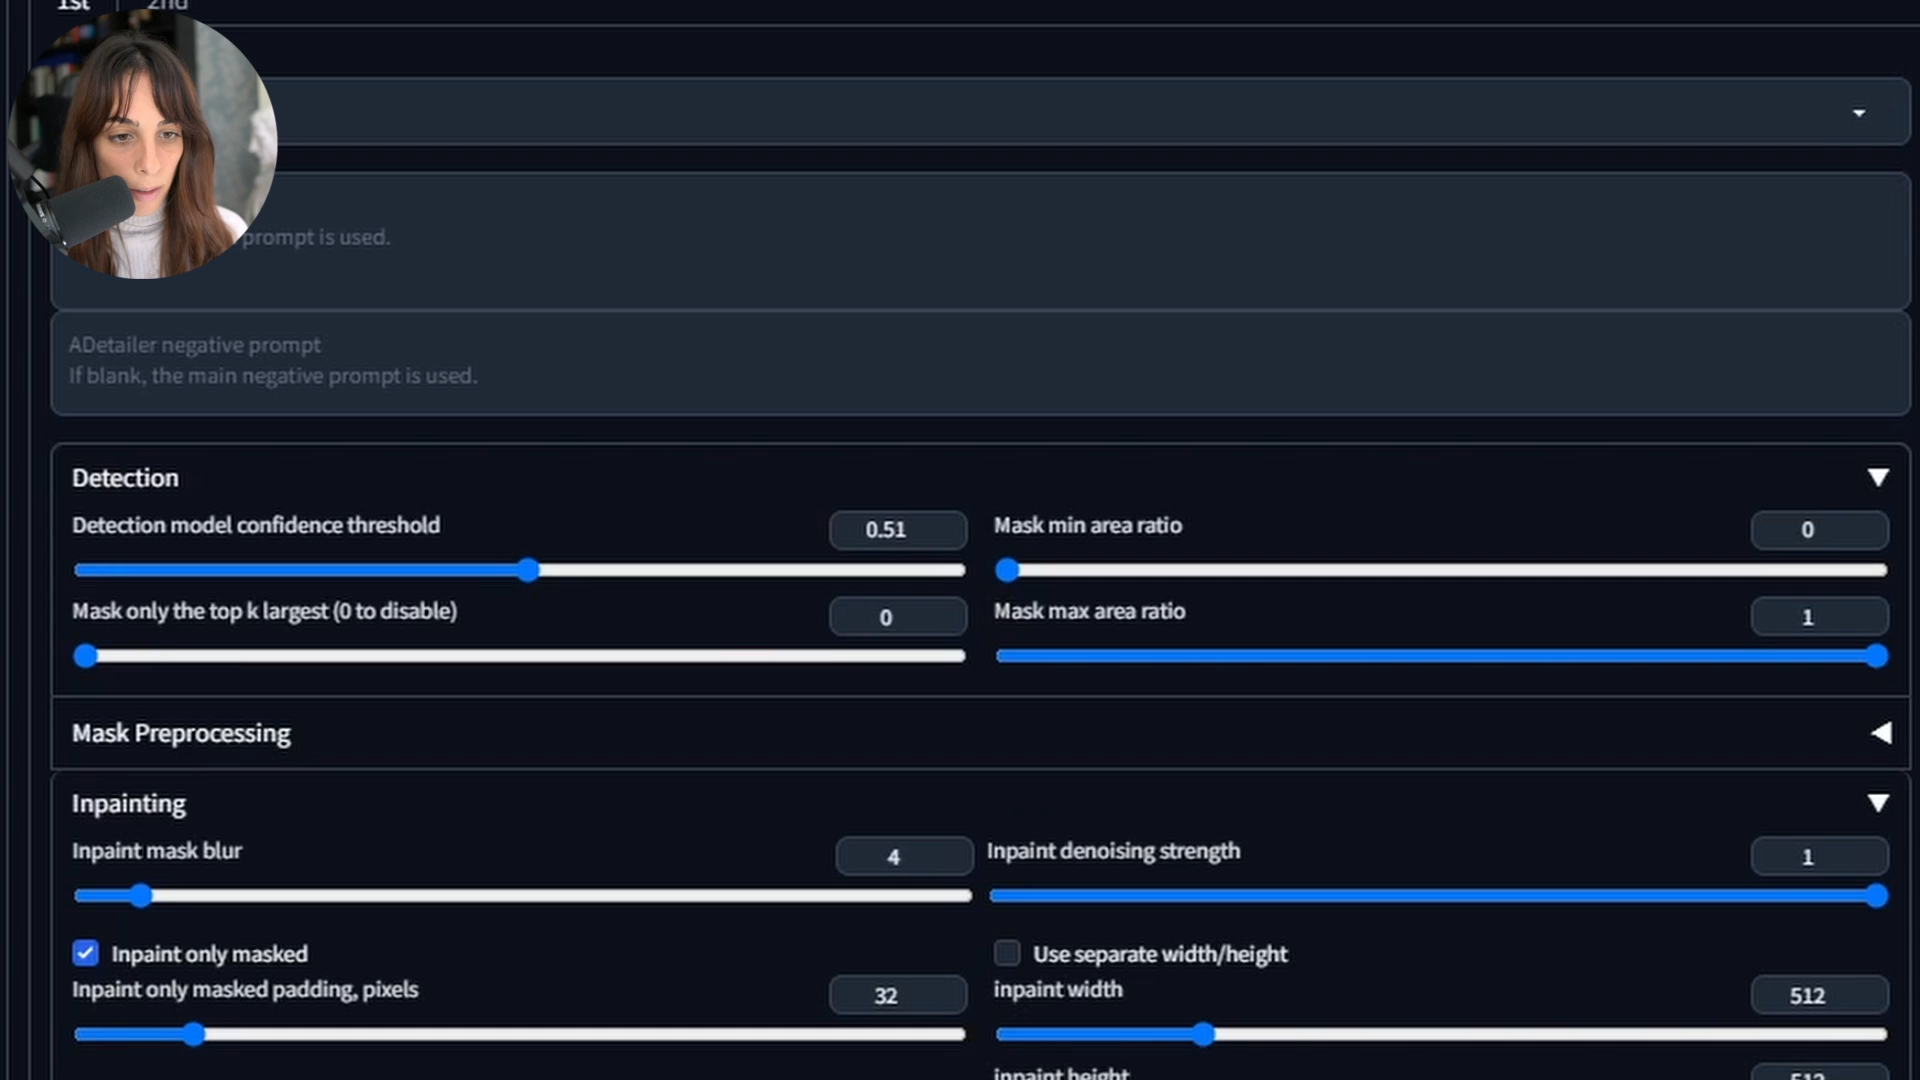 1st
2nd
prompt is used.
ADetailer negative prompt
If blank, the main negative prompt is used.
Detection
Detection model confidence threshold
0.51
Mask min area ratio
0
Mask only the top k largest (0 to disable)
0
Mask max area ratio
1
Mask Preprocessing
Inpainting
Inpaint mask blur
4
Inpaint denoising strength
1
Inpaint only masked
Use separate width/height
Inpaint only masked padding, pixels
32
inpaint width
512
inpaint height
512